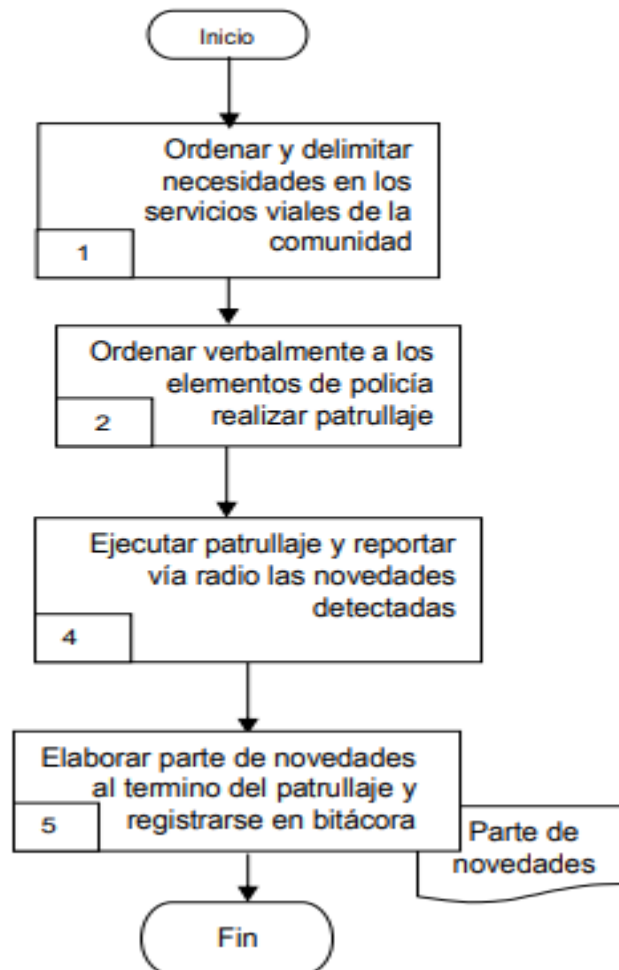 Inicio
Ordenar y delimitar
necesidades en los
servicios viales de la
comunidad
1
Ordenar verbalmente a los
elementos de policía
realizar patrullaje
2
Ejecutar patrullaje y reportar
vía radio las novedades
detectadas
4
Elaborar parte de novedades
al termino del patrullaje y
registrarse en bitácora
5
Parte de
novedades
Fin